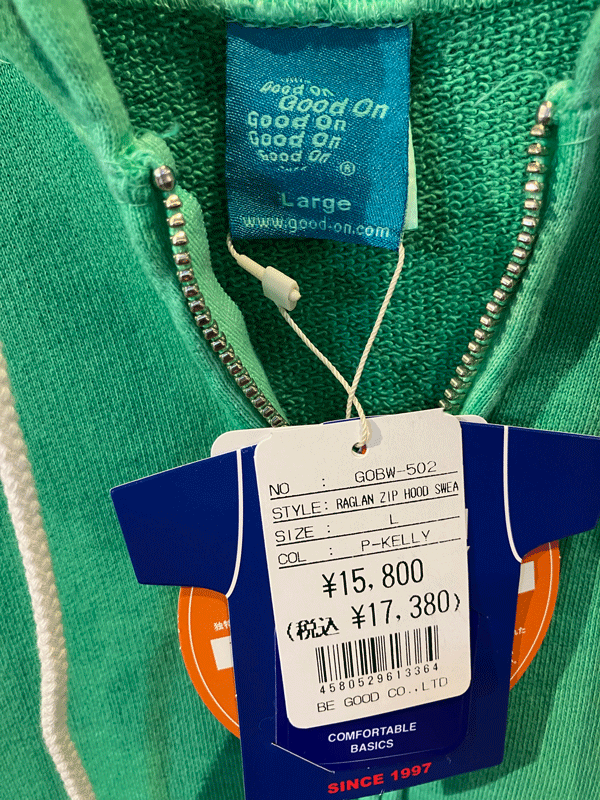 Good On
Good On
Good On
Good On
Good On
®
Large
www.good-on.com
NO : GOBW-502
STYLE: RAGLAN ZIP HOOD SWEA
SIZE : L
COL : P-KELLY
¥15,800
(税込 ¥17,380)
4580529613364
BE GOOD CO.,LTD
COMFORTABLE
BASICS
SINCE 1997